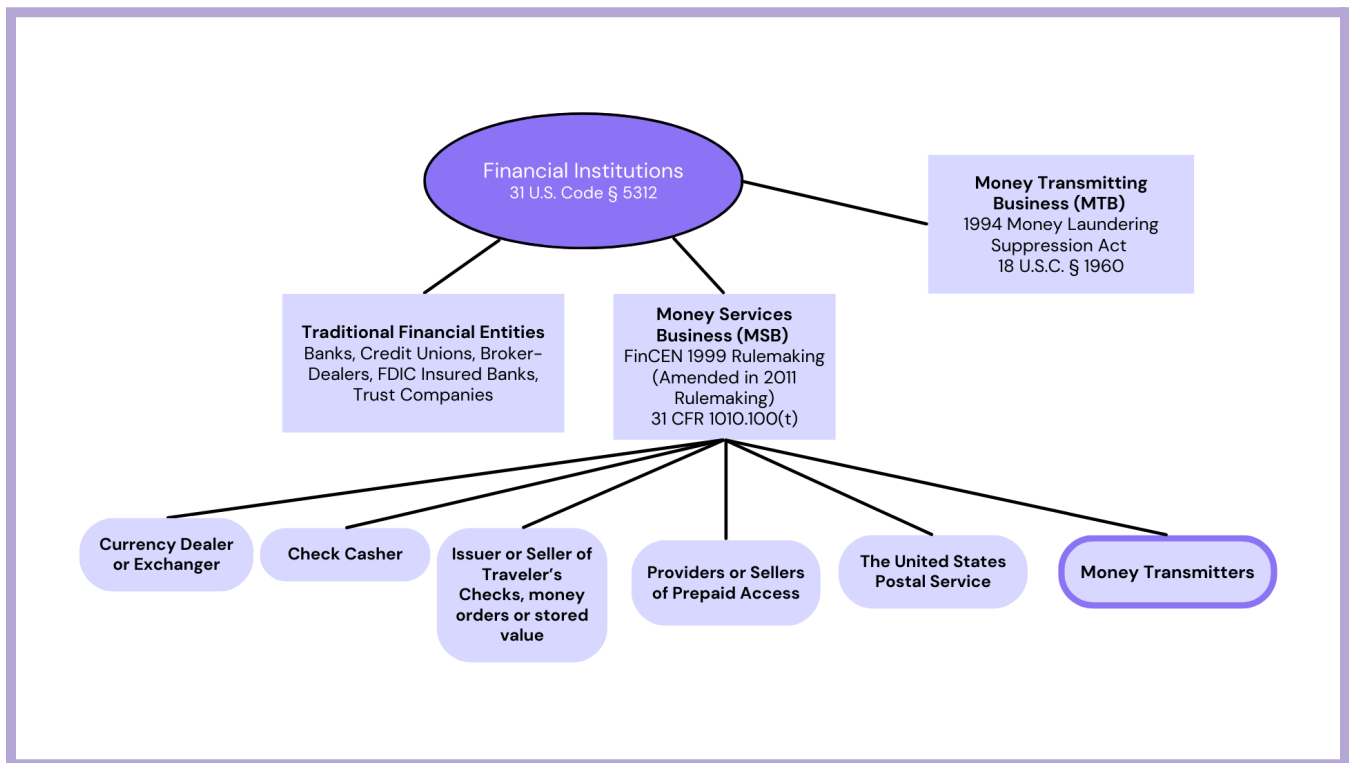 Financial Institutions
31 U.S. Code § 5312
Money Transmitting
Business (MTB)
1994 Money Laundering
Suppression Act
18 U.S.C. § 1960
Traditional Financial Entities
Banks, Credit Unions, Broker-
Dealers, FDIC Insured Banks,
Trust Companies
Money Services
Business (MSB)
FinCEN 1999 Rulemaking
(Amended in 2011
Rulemaking)
31 CFR 1010.100(t)
Currency Dealer
or Exchanger
Check Casher
Issuer or Seller of
Traveler’s
Checks, money
orders or stored
value
Providers or Sellers
of Prepaid Access
The United States
Postal Service
Money Transmitters